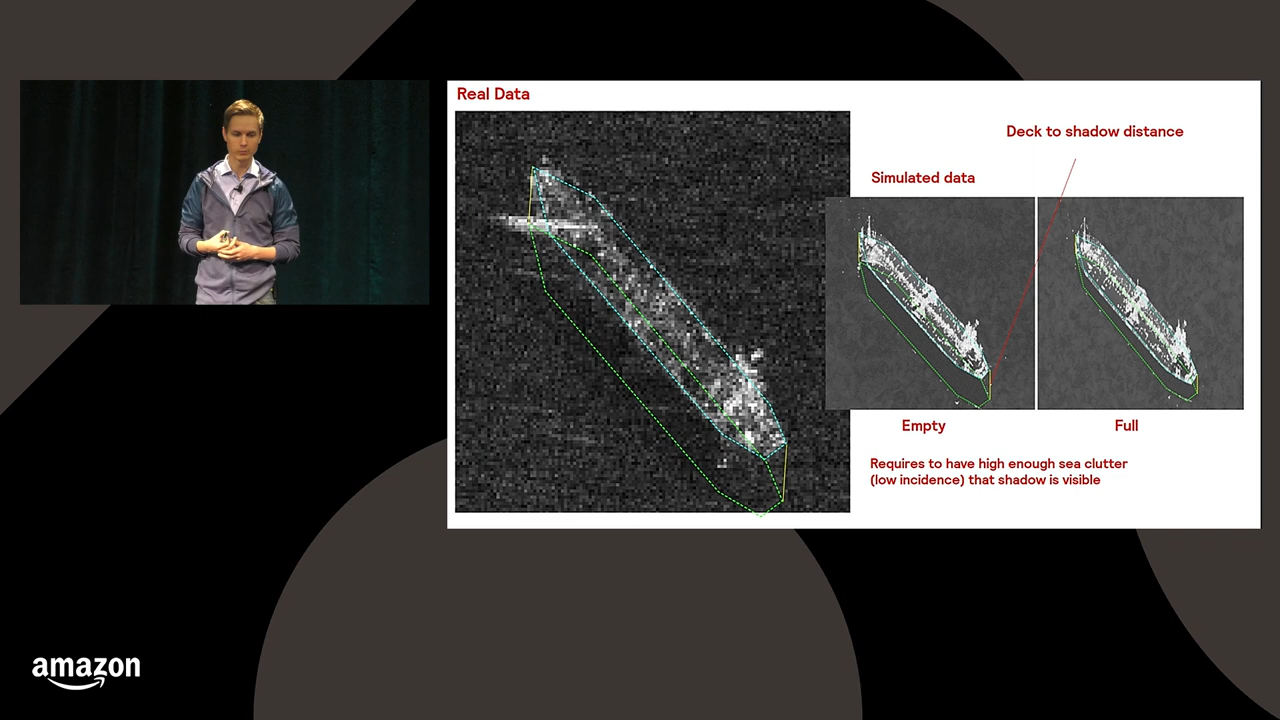 Real Data
Deck to shadow distance
Simulated data
Empty
Full
Requires to have high enough sea clutter
(low incidence) that shadow is visible
amazon